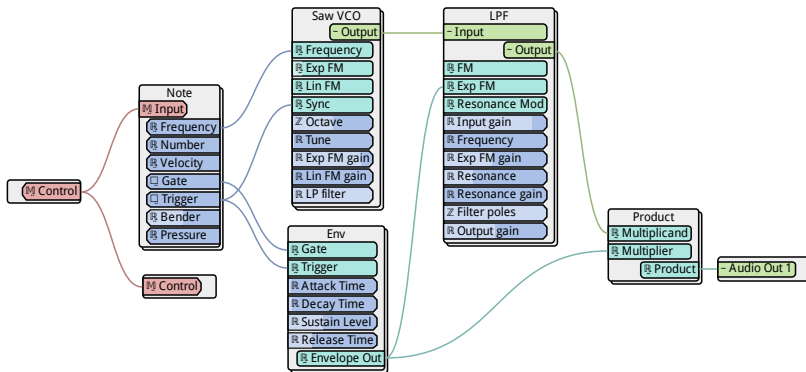 M Control
Note
M Input
R Frequency
R Number
R Velocity
Gate
Trigger
R Bender
R Pressure
M Control
Saw VCO
~ Output
R Frequency
R Exp FM
R Lin FM
R Sync
Z Octave
R Tune
R Exp FM gain
R Lin FM gain
R LP filter
Env
R Gate
R Trigger
R Attack Time
R Decay Time
R Sustain Level
R Release Time
R Envelope Out
LPF
~ Input
~ Output
R FM
R Exp FM
R Resonance Mod
R Input gain
R Frequency
R Exp FM gain
R Resonance
R Resonance gain
Z Filter poles
R Output gain
Product
R Multiplicand
R Multiplier
R Product
~ Audio Out 1